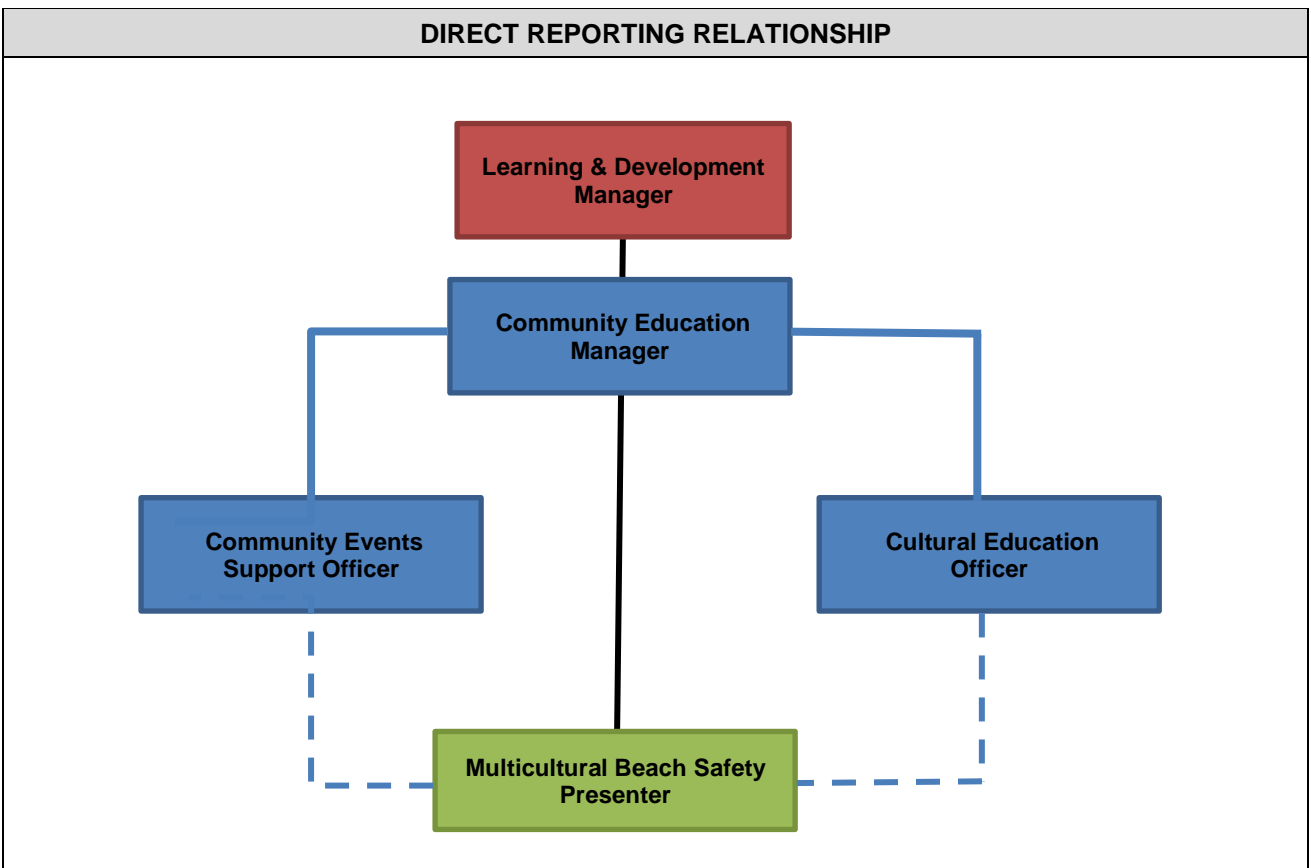 DIRECT REPORTING RELATIONSHIP
Learning & Development
Manager
Community Education
Manager
Community Events
Support Officer
Cultural Education
Officer
Multicultural Beach Safety
Presenter